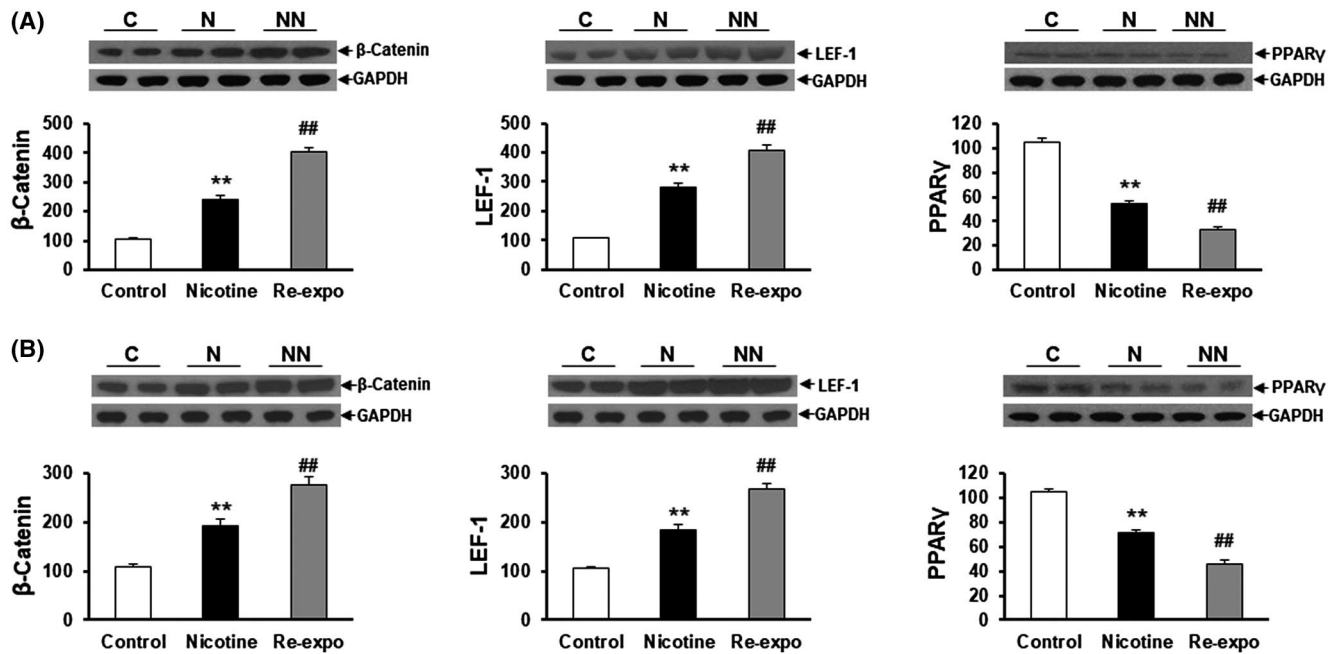 (A)
C N NN
β-Catenin
GAPDH
β-Catenin
500
400
300
200
100
0
**
##
Control Nicotine Re-expo
C N NN
LEF-1
GAPDH
LEF-1
500
400
300
200
100
0
**
##
Control Nicotine Re-expo
C N NN
PPARγ
GAPDH
PPARγ
120
100
80
60
40
20
0
**
##
Control Nicotine Re-expo
(B)
C N NN
β-Catenin
GAPDH
β-Catenin
300
200
100
0
**
##
Control Nicotine Re-expo
C N NN
LEF-1
GAPDH
LEF-1
300
200
100
0
**
##
Control Nicotine Re-expo
C N NN
PPARγ
GAPDH
PPARγ
120
100
80
60
40
20
0
**
##
Control Nicotine Re-expo